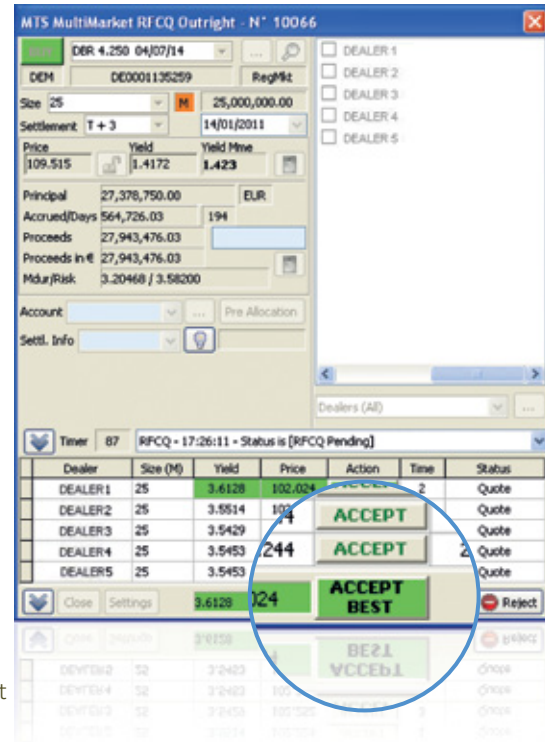 MTS MultiMarket RFCQ Outright - N° 10066
DBR 4.250 04/07/14 ...
DEM DE0001135259 RegMkt
Size 25 M 25,000,000.00
Settlement T + 3 14/01/2011
Price Yield Yield Mme
109.515 1.4172 1.423
Principal 27,378,750.00 EUR
Accrued/Days 564,726.03 194
Proceeds 27,943,476.03
Proceeds in € 27,943,476.03
Mdur/Risk 3.20468 / 3.58200
Account ... Pre Allocation
Settl. Info
DEALER 1
DEALER 2
DEALER 3
DEALER 4
DEALER 5
Dealers (All) ...
Timer 87 RFCQ - 17:26:11 - Status is [RFCQ Pending]
Dealer Size (M) Yield Price Action Time Status
DEALER1 25 3.6128 102.024 2 Quote
DEALER2 25 3.5514 ACCEPT Quote
DEALER3 25 3.5429 Quote
DEALER4 25 3.5453 244 ACCEPT 2 Quote
DEALER5 25 3.5453 Quote
Close Settings 3.6128 024 ACCEPT BEST Reject
t